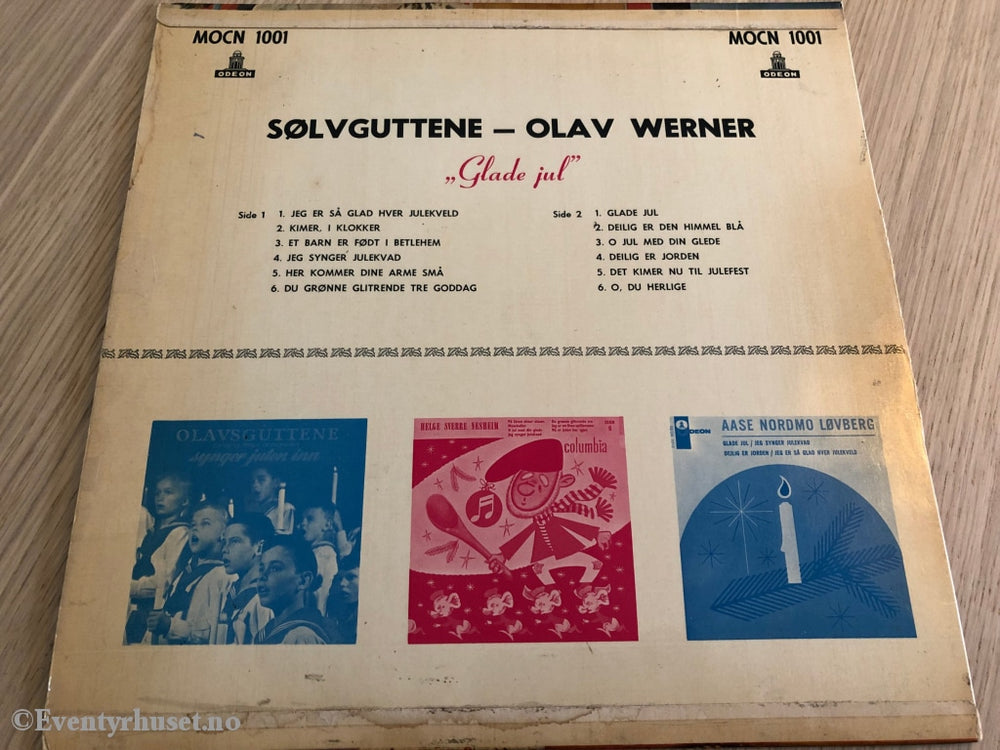 MOCN 1001
MOCN 1001
ODEON
ODEON
SØLVGUTTENE — OLAV WERNER
„Glade jul”
Side 1
1. JEG ER SÅ GLAD HVER JULEKVELD
2. KIMER, I KLOKKER
3. ET BARN ER FØDT I BETLEHEM
4. JEG SYNGER JULEKVAD
5. HER KOMMER DINE ARME SMÅ
6. DU GRØNNE GLITRENDE TRE GODDAG
Side 2
1. GLADE JUL
2. DEILIG ER DEN HIMMEL BLÅ
3. O JUL MED DIN GLEDE
4. DEILIG ER JORDEN
5. DET KIMER NU TIL JULEFEST
6. O, DU HERLIGE
OLAVSGUTTENE
synger julen inn
HELGE SVERRE NESHEIM
columbia
ODEON
AASE NORDMO LØVBERG
GLADE JUL / JEG SYNGER JULEKVAD
DEILIG ER JORDEN / JEG ER SÅ GLAD HVER JULEKVELD
©Eventyrhuset.no